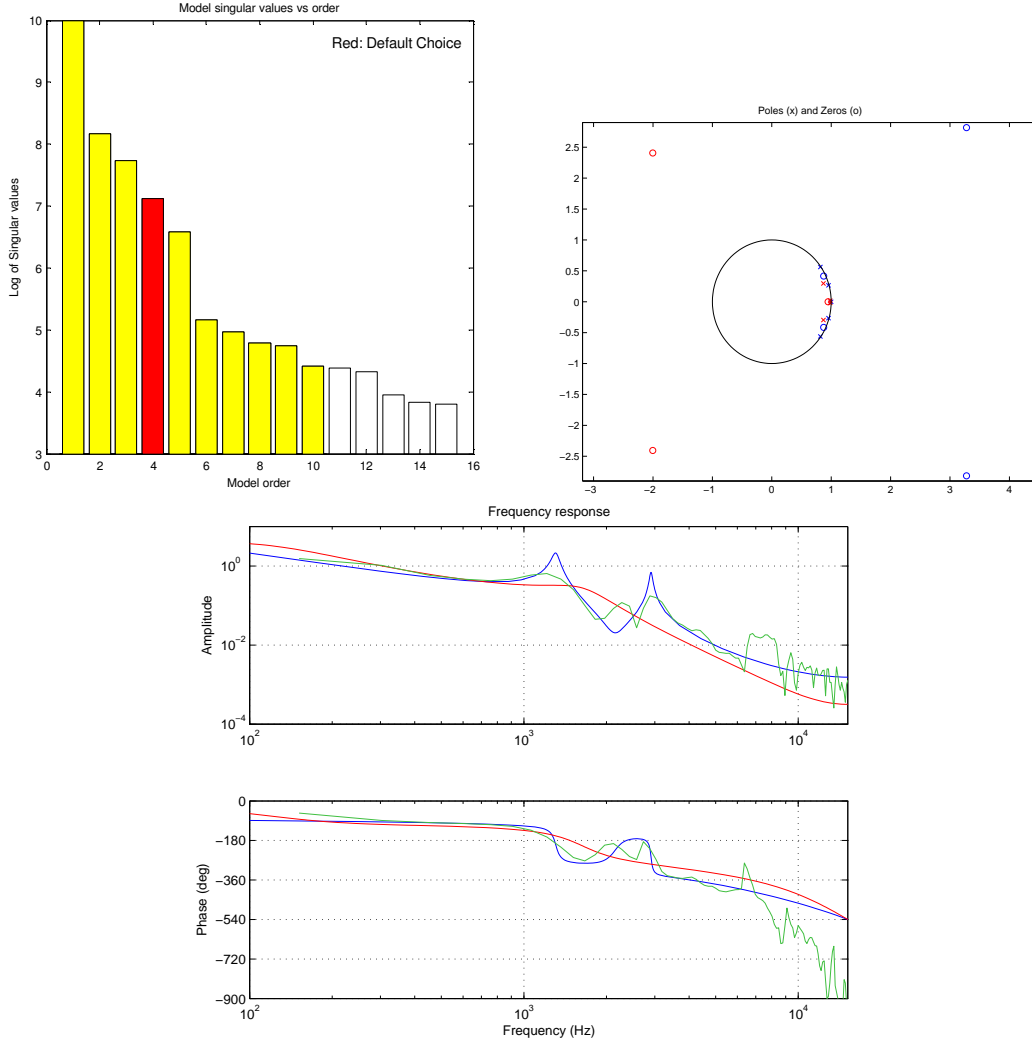 Model singular values vs order
Red: Default Choice
Log of Singular values
10
9
8
7
6
5
4
3
0 2 4 6 8 10 12 14 16
Model order
Poles (x) and Zeros (o)
2.5
2
1.5
1
0.5
0
−0.5
−1
−1.5
−2
−2.5
−3 −2 −1 0 1 2 3 4
Frequency response
Amplitude
10^0
10^−2
10^−4
10^2 10^3 10^4
Phase (deg)
0
−180
−360
−540
−720
−900
10^2 10^3 10^4
Frequency (Hz)